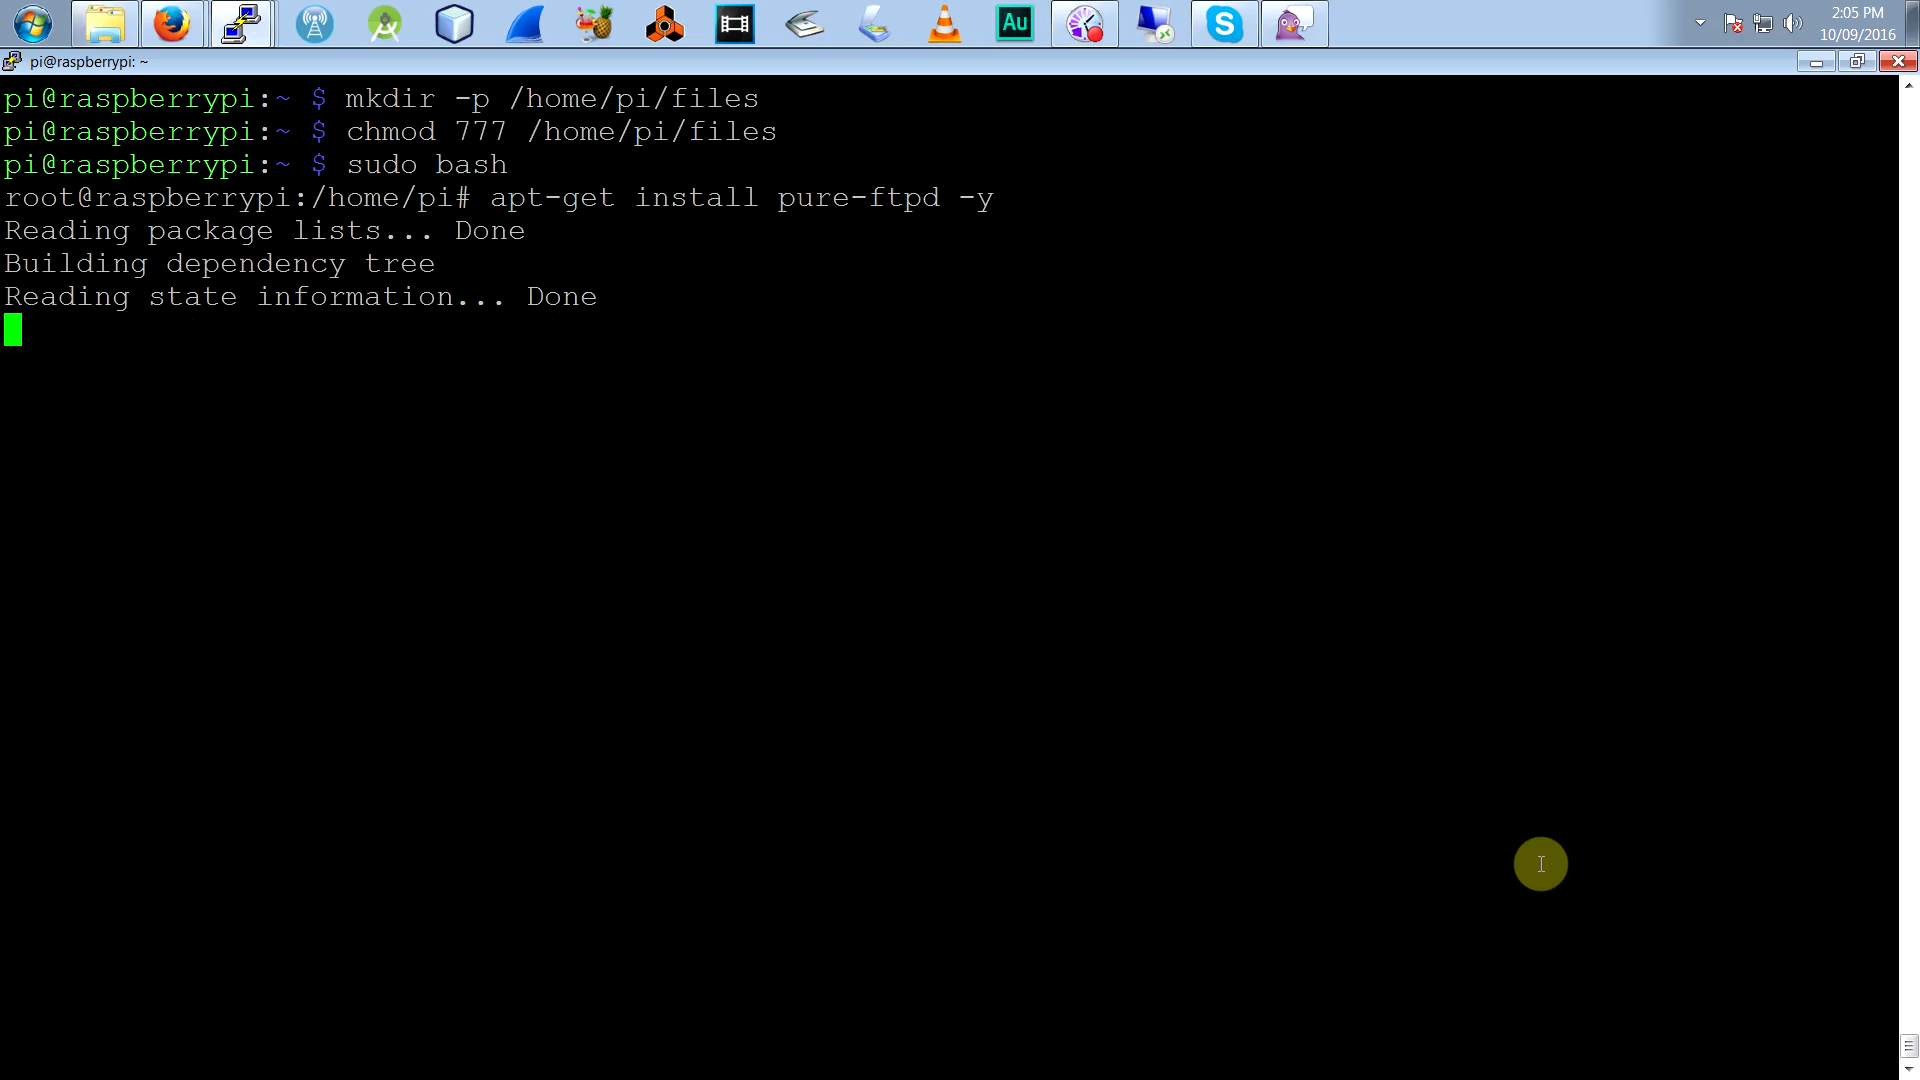 2:05 PM
10/09/2016
Au
S
pi@raspberrypi: ~
pi@raspberrypi:~ $ mkdir -p /home/pi/files
pi@raspberrypi:~ $ chmod 777 /home/pi/files
pi@raspberrypi:~ $ sudo bash
root@raspberrypi:/home/pi# apt-get install pure-ftpd -y
Reading package lists... Done
Building dependency tree
Reading state information... Done